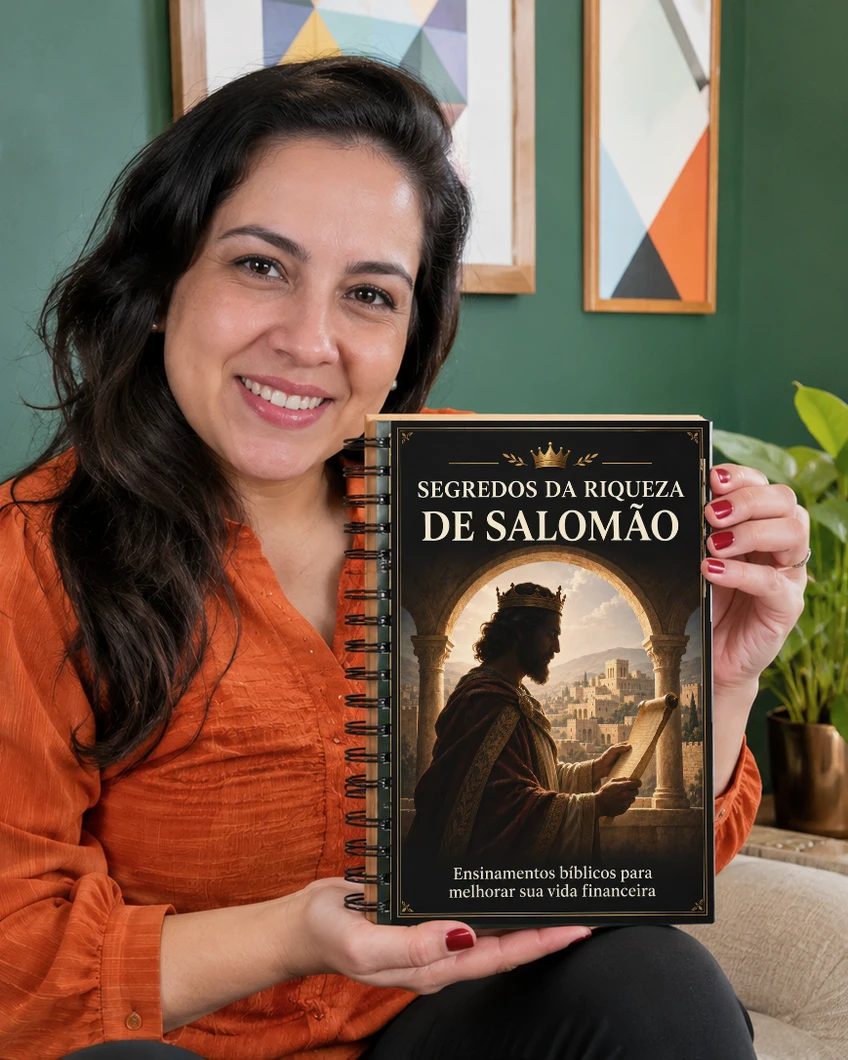 SEGREDOS DA RIQUEZA
DE SALOMÃO
Ensinamentos bíblicos para
melhorar sua vida financeira